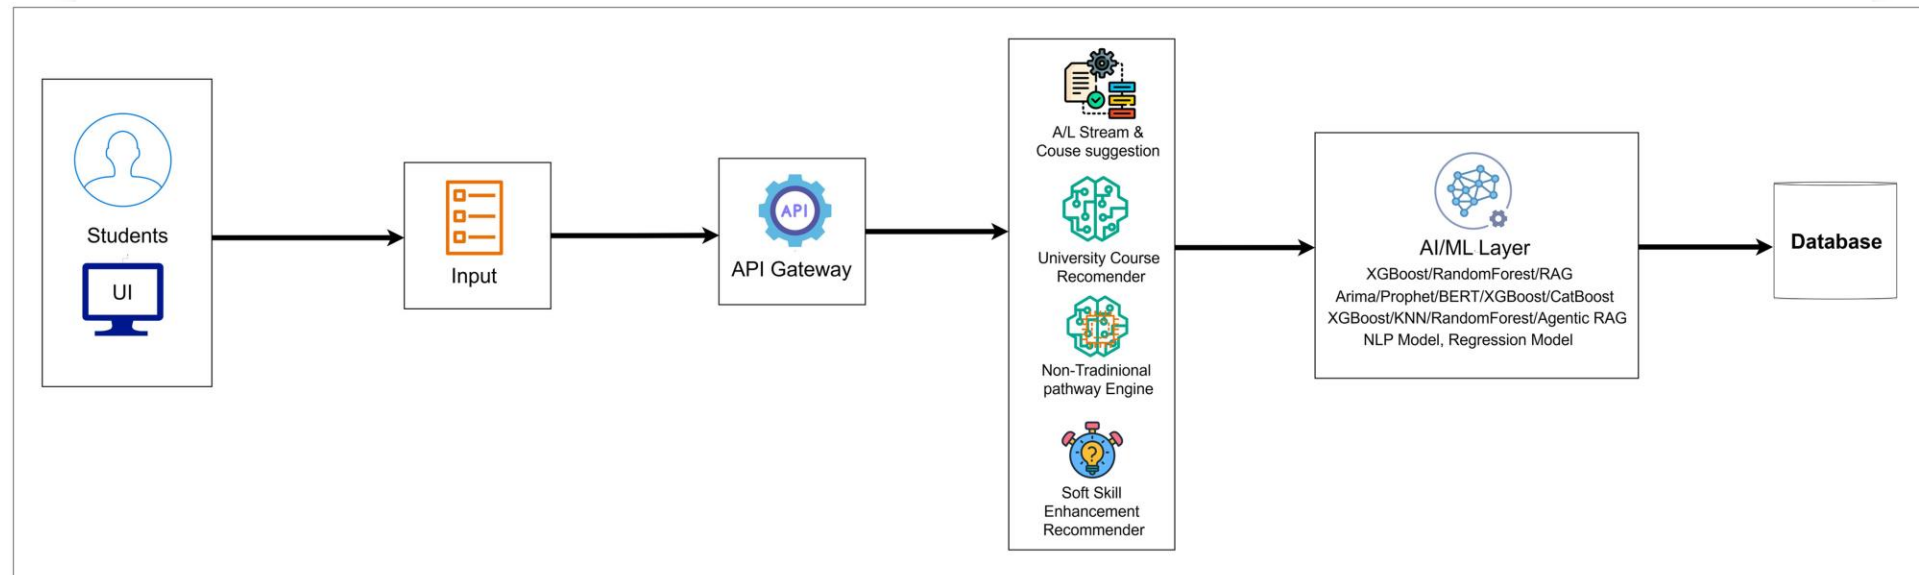 Students
UI
Input
API
API Gateway
A/L Stream &
Couse suggestion
University Course
Recomender
Non-Tradinional
pathway Engine
?
Soft Skill
Enhancement
Recommender
AI/ML Layer
XGBoost/RandomForest/RAG
Arima/Prophet/BERT/XGBoost/CatBoost
XGBoost/KNN/RandomForest/Agentic RAG
NLP Model, Regression Model
Database